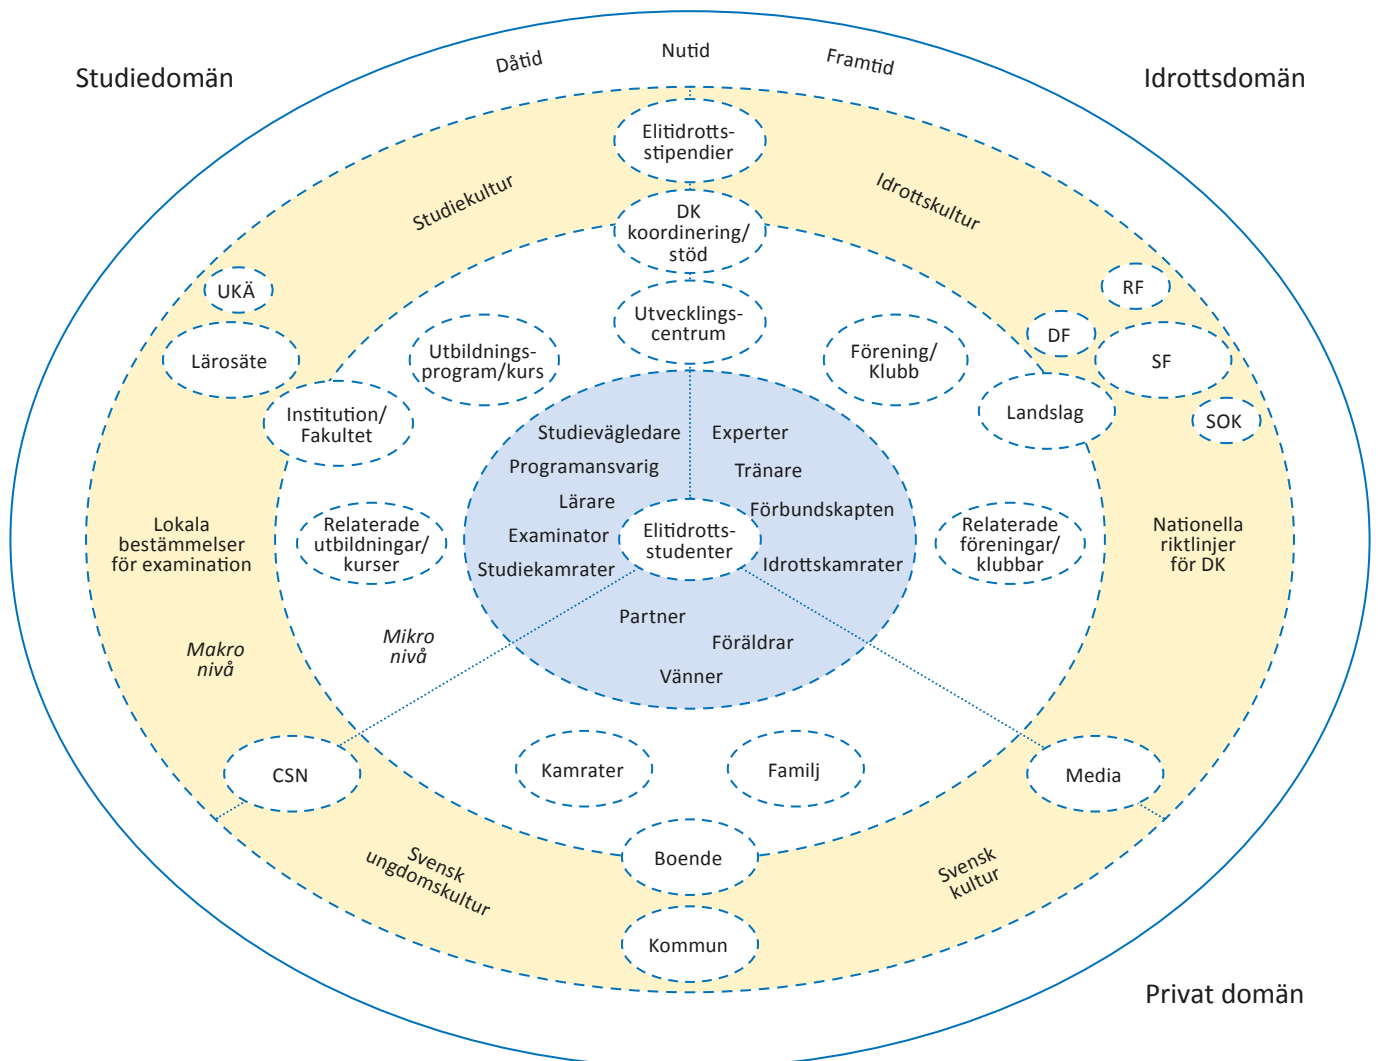 Dåtid
Nutid
Framtid
Studiedomän
Idrottsdomän
Elitidrotts-
stipendier
Studiekultur
Idrottskultur
DK
koordinering/
stöd
UKÄ
RF
Utvecklings-
centrum
DF
Lärosäte
Utbildnings-
program/kurs
Förening/
Klubb
SF
Institution/
Fakultet
Landslag
SOK
Studievägledare
Experter
Programansvarig
Tränare
Lärare
Förbundskapten
Examinator
Elitidrotts-
studenter
Studiekamrater
Idrottskamrater
Lokala
bestämmelser
för examination
Relaterade
utbildningar/
kurser
Relaterade
föreningar/
klubbar
Nationella
riktlinjer
för DK
Partner
Föräldrar
Vänner
Makro
nivå
Mikro
nivå
CSN
Kamrater
Familj
Media
Boende
Svensk
ungdomskultur
Svensk
kultur
Kommun
Privat domän